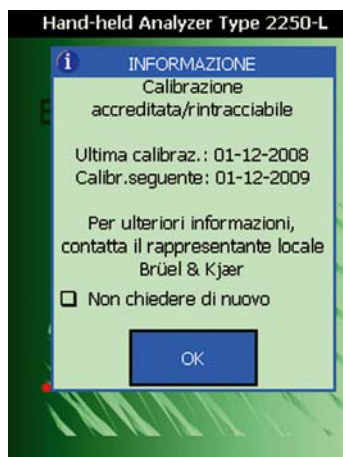 Hand-held Analyzer Type 2250-L
INFORMAZIONE
Calibrazione
accreditata/rintracciabile
Ultima calibraz.: 01-12-2008
Calibr.seguente: 01-12-2009
Per ulteriori informazioni,
contatta il rappresentante locale
Brüel & Kjær
Non chiedere di nuovo
OK